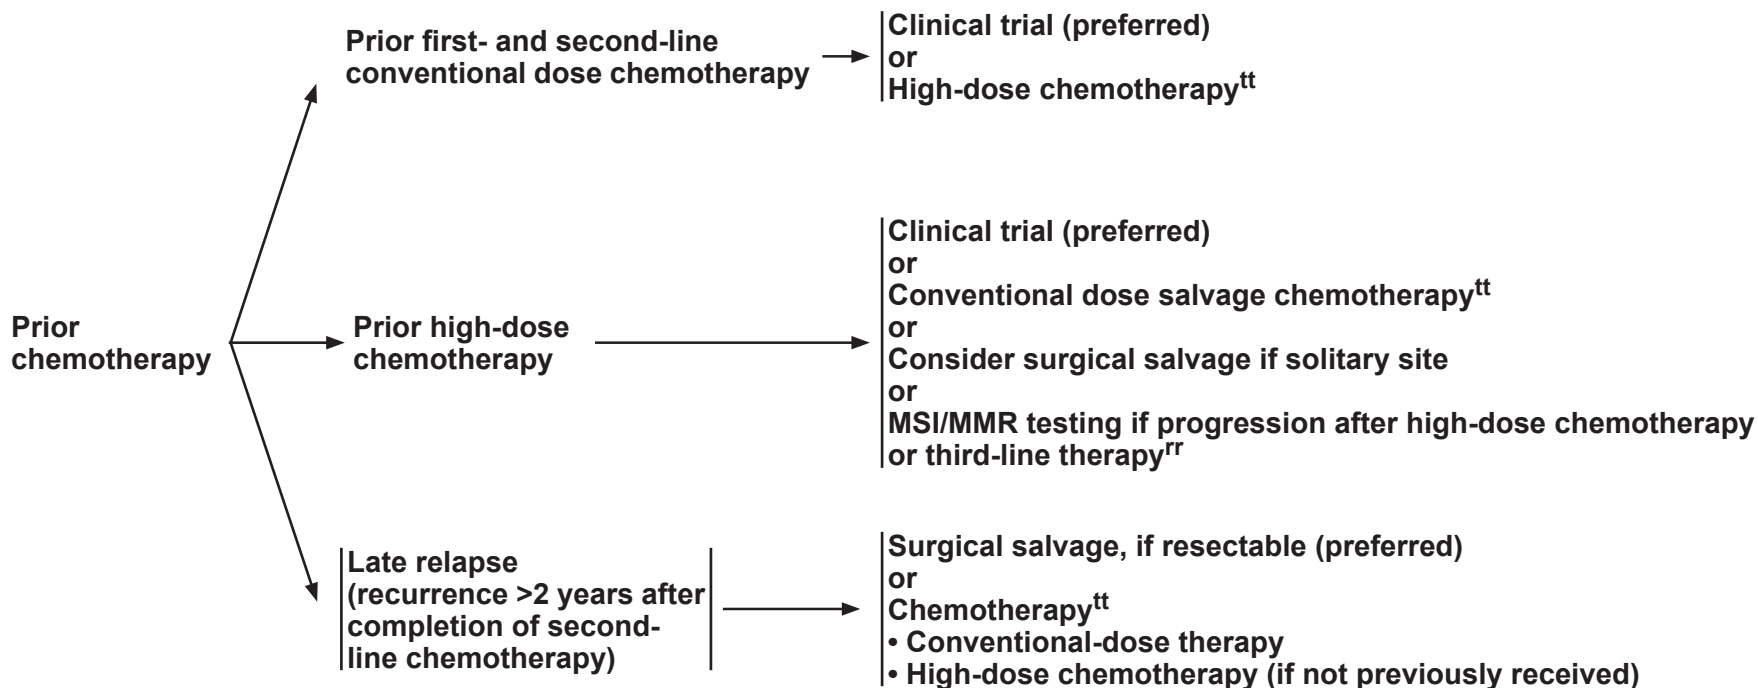 Prior
chemotherapy
Prior first- and second-line
conventional dose chemotherapy
Clinical trial (preferred)
or
High-dose chemotherapytt
Prior high-dose
chemotherapy
Clinical trial (preferred)
or
Conventional dose salvage chemotherapytt
or
Consider surgical salvage if solitary site
or
MSI/MMR testing if progression after high-dose chemotherapy
or third-line therapyrr
Late relapse
(recurrence >2 years after
completion of second-
line chemotherapy)
Surgical salvage, if resectable (preferred)
or
Chemotherapytt
• Conventional-dose therapy
• High-dose chemotherapy (if not previously received)